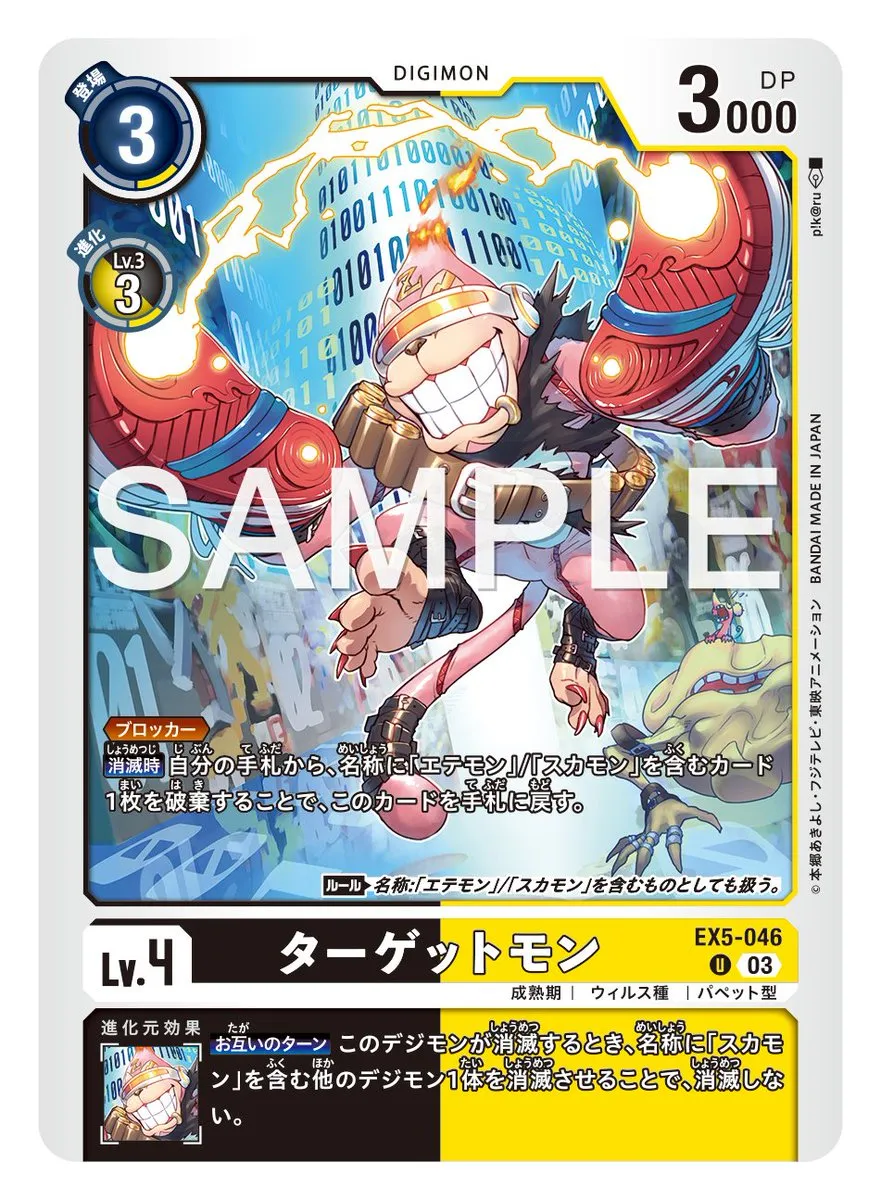 DIGIMON
登場
3
3000
DP
進化
Lv.3
3
p!k@ru
0101101000010
010011101100100
010100111001
SAMPLE
ブロッカー
消滅時 自分の手札から、名称に「エテモン」/「スカモン」を含むカード
1枚を破棄することで、このカードを手札に戻す。
ルール 名称:「エテモン」/「スカモン」を含むものとしても扱う。
©本郷あきよし・フジテレビ・東映アニメーション BANDAI MADE IN JAPAN
Lv.4
ターゲットモン
EX5-046
U 03
成熟期 | ウィルス種 | パペット型
進化元効果
お互いのターン このデジモンが消滅するとき、名称に「スカモ
ン」を含む他のデジモン1体を消滅させることで、消滅しな
い。